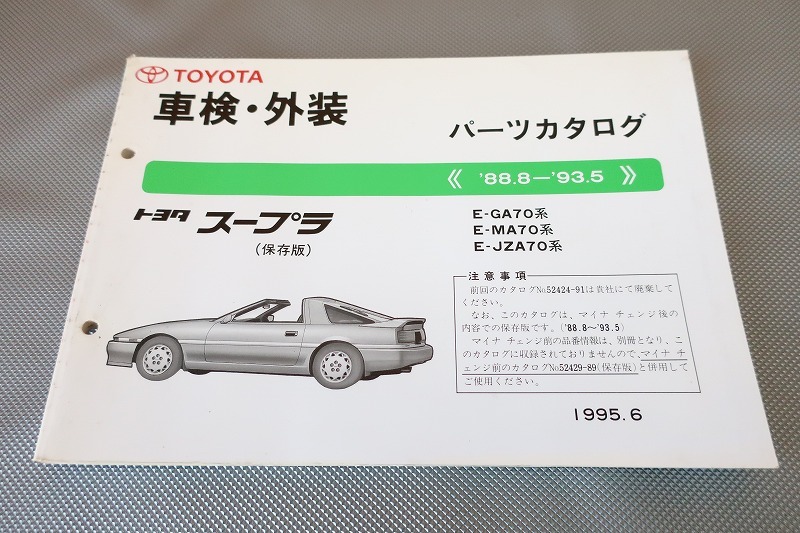 TOYOTA
車検・外装
パーツカタログ
《 '88.8－'93.5 》
トヨタ スープラ
(保存版)
E-GA70系
E-MA70系
E-JZA70系
注意事項
前回のカタログNo.52424-91は貴社にて廃棄して
ください。
なお、このカタログは、マイナ チェンジ後の
内容での保存版です。('88.8〜'93.5)
マイナ チェンジ前の品番情報は、別冊となり、こ
のカタログに収録されておりませんので、マイナ チ
ェンジ前のカタログNo.52429-89(保存版)と併用して
ご使用ください。
1995.6